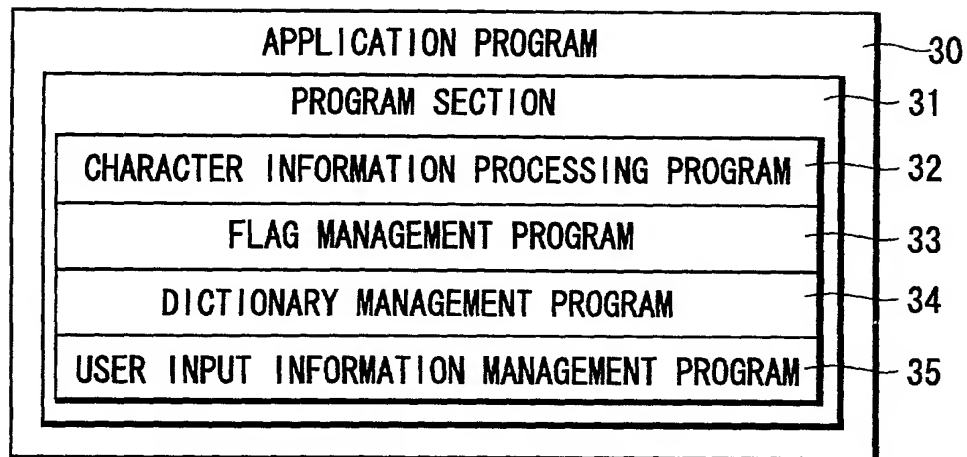 APPLICATION PROGRAM 30
PROGRAM SECTION 31
CHARACTER INFORMATION PROCESSING PROGRAM 32
FLAG MANAGEMENT PROGRAM 33
DICTIONARY MANAGEMENT PROGRAM 34
USER INPUT INFORMATION MANAGEMENT PROGRAM 35